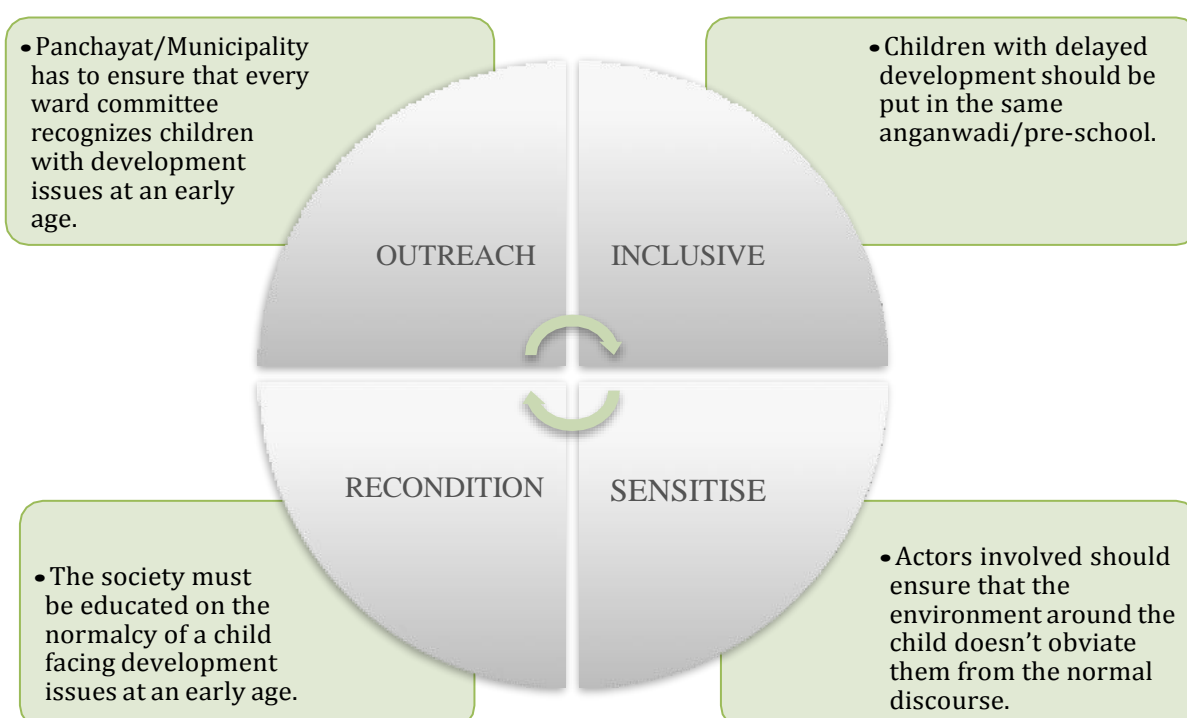 • Panchayat/Municipality
has to ensure that every
ward committee
recognizes children
with development
issues at an early
age.
• Children with delayed
development should be
put in the same
anganwadi/pre-school.
OUTREACH
INCLUSIVE
RECONDITION
SENSITISE
• The society must
be educated on the
normalcy of a child
facing development
issues at an early age.
• Actors involved should
ensure that the
environment around the
child doesn’t obviate
them from the normal
discourse.